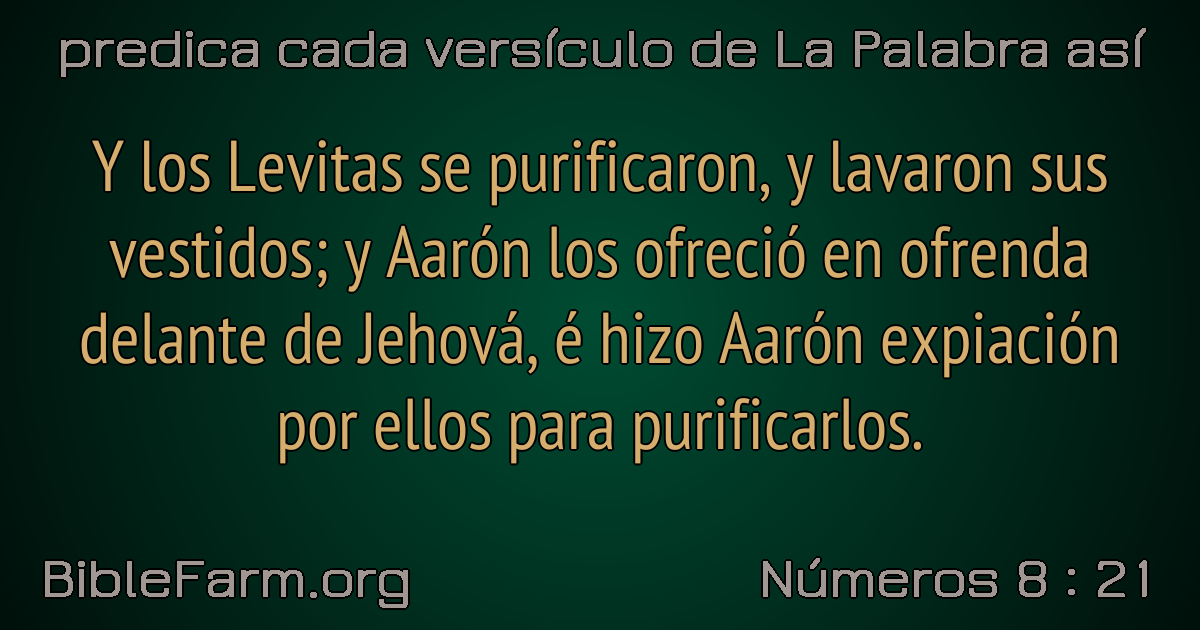 predica cada versículo de La Palabra así
Y los Levitas se purificaron, y lavaron sus
vestidos; y Aarón los ofreció en ofrenda
delante de Jehová, é hizo Aarón expiación
por ellos para purificarlos.
BibleFarm.org
Números 8 : 21